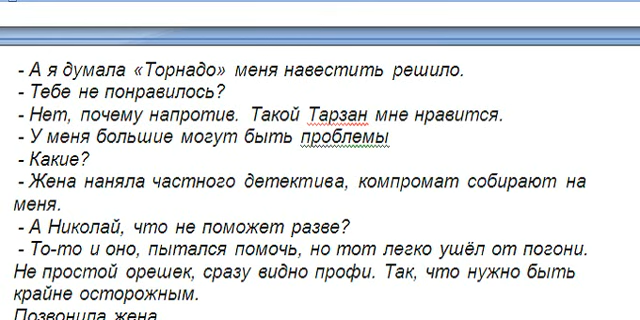 - А я думала «Торнадо» меня навестить решило.
- Тебе не понравилось?
- Нет, почему напротив. Такой Тарзан мне нравится.
- У меня большие могут быть проблемы
- Какие?
- Жена наняла частного детектива, компромат собирают на
меня.
- А Николай, что не поможет разве?
- То-то и оно, пытался помочь, но тот легко ушёл от погони.
Не простой орешек, сразу видно профи. Так, что нужно быть
крайне осторожным.
Позвонила жена